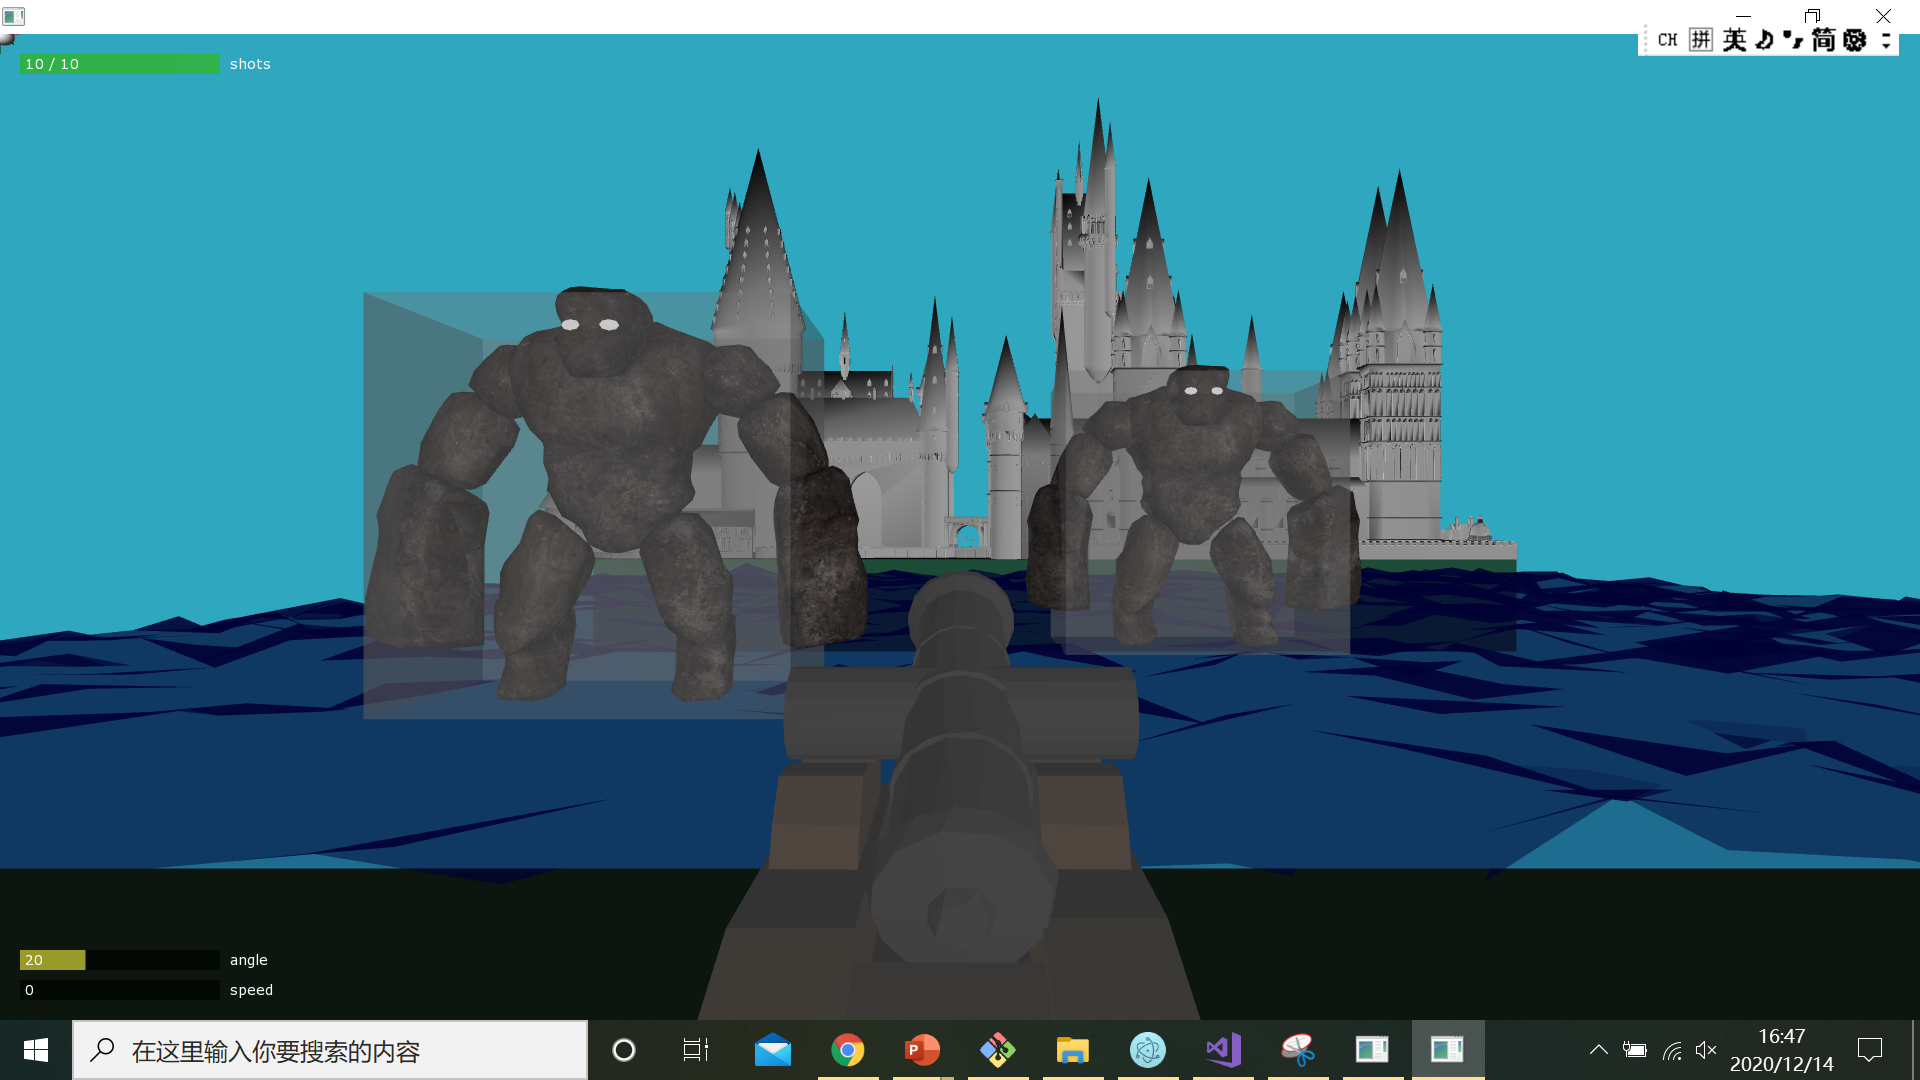 CH 拼 英 简
10 / 10 shots
20 angle
0 speed
在这里输入你要搜索的内容
P
16:47
2020/12/14